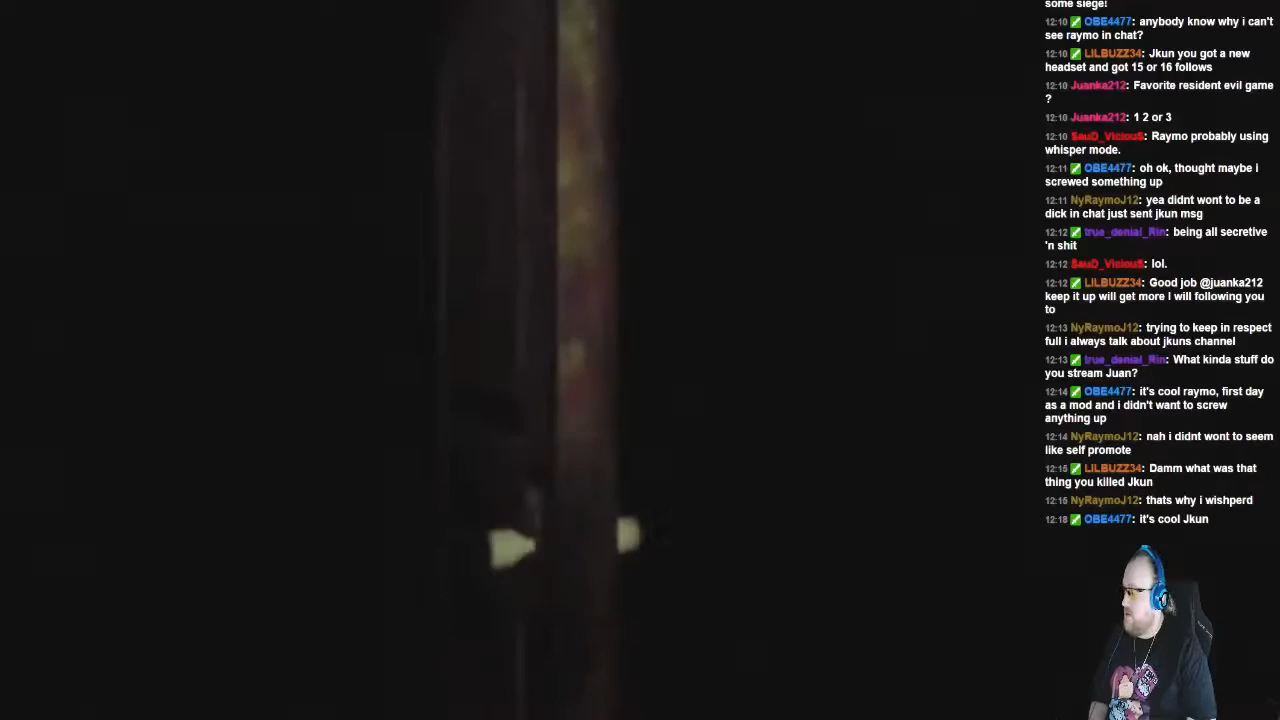 some siege!
12:10 OBE4477: anybody know why i can't
see raymo in chat?
12:10 LILBUZZ34: Jkun you got a new
headset and got 15 or 16 follows
12:10 Juanka212: Favorite resident evil game
?
12:10 Juanka212: 1 2 or 3
12:10 SauD_ViciouS: Raymo probably using
whisper mode.
12:11 OBE4477: oh ok, thought maybe i
screwed something up
12:11 NyRaymoJ12: yea didnt wont to be a
dick in chat just sent jkun msg
12:12 true_denial_Rin: being all secretive
'n shit
12:12 SauD_ViciouS: lol.
12:12 LILBUZZ34: Good job @juanka212
keep it up will get more I will following you
to
12:13 NyRaymoJ12: trying to keep in respect
full i always talk about jkuns channel
12:13 true_denial_Rin: What kinda stuff do
you stream Juan?
12:14 OBE4477: it's cool raymo, first day
as a mod and i didn't want to screw
anything up
12:14 NyRaymoJ12: nah i didnt wont to seem
like self promote
12:15 LILBUZZ34: Damm what was that
thing you killed Jkun
12:15 NyRaymoJ12: thats why i wishperd
12:18 OBE4477: it's cool Jkun